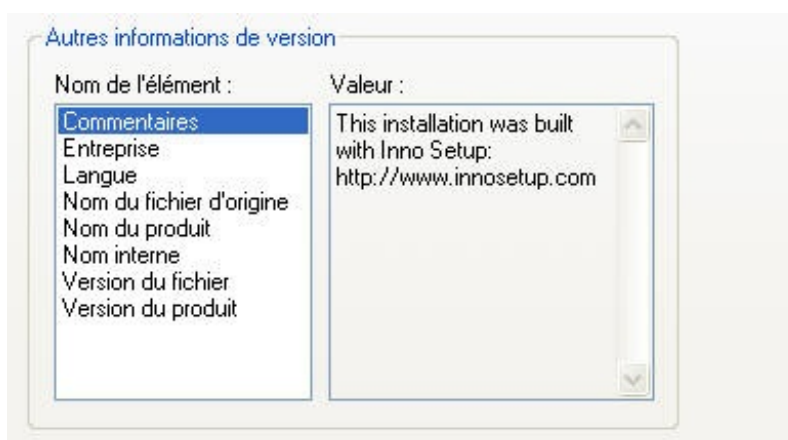 Autres informations de version
Nom de l'élément :
Commentaires
Entreprise
Langue
Nom du fichier d'origine
Nom du produit
Nom interne
Version du fichier
Version du produit
Valeur :
This installation was built
with Inno Setup:
http://www.innosetup.com